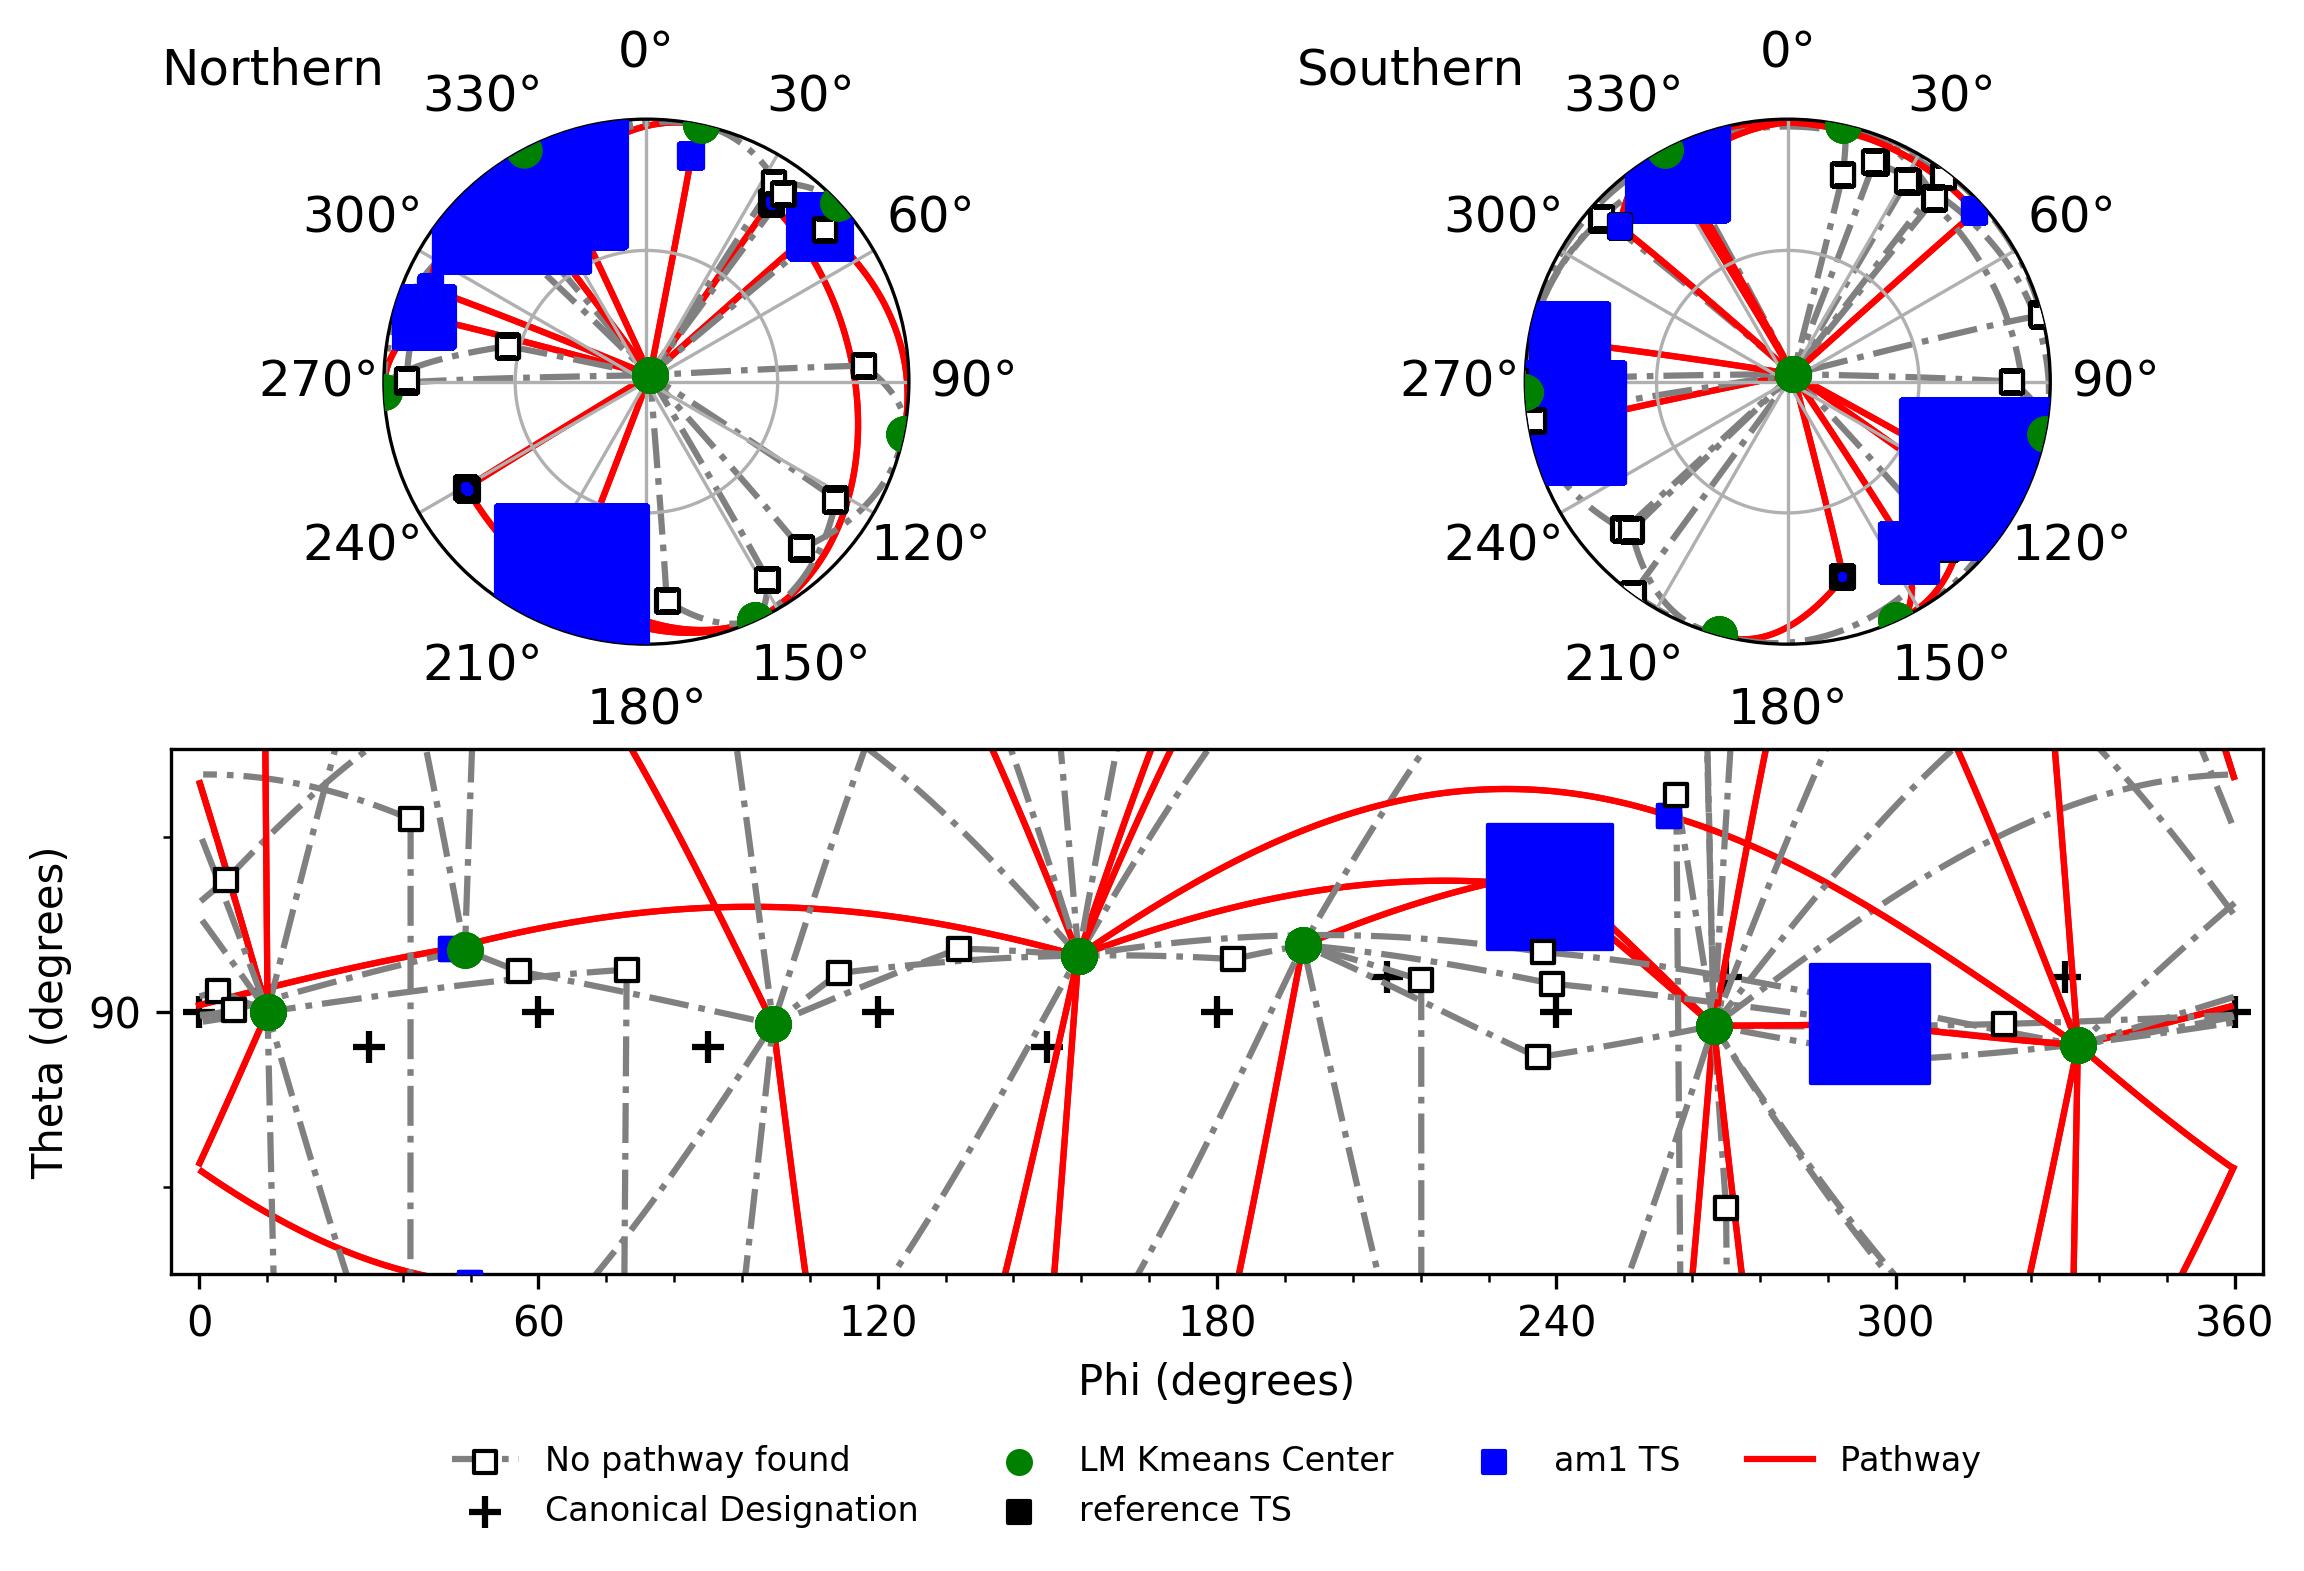 Northern
0°
30°
60°
90°
120°
150°
180°
210°
240°
270°
300°
330°
Southern
0°
30°
60°
90°
120°
150°
180°
210°
240°
270°
300°
330°
Theta (degrees)
90
0 60 120 180 240 300 360
Phi (degrees)
No pathway found
Canonical Designation
LM Kmeans Center
reference TS
am1 TS
Pathway